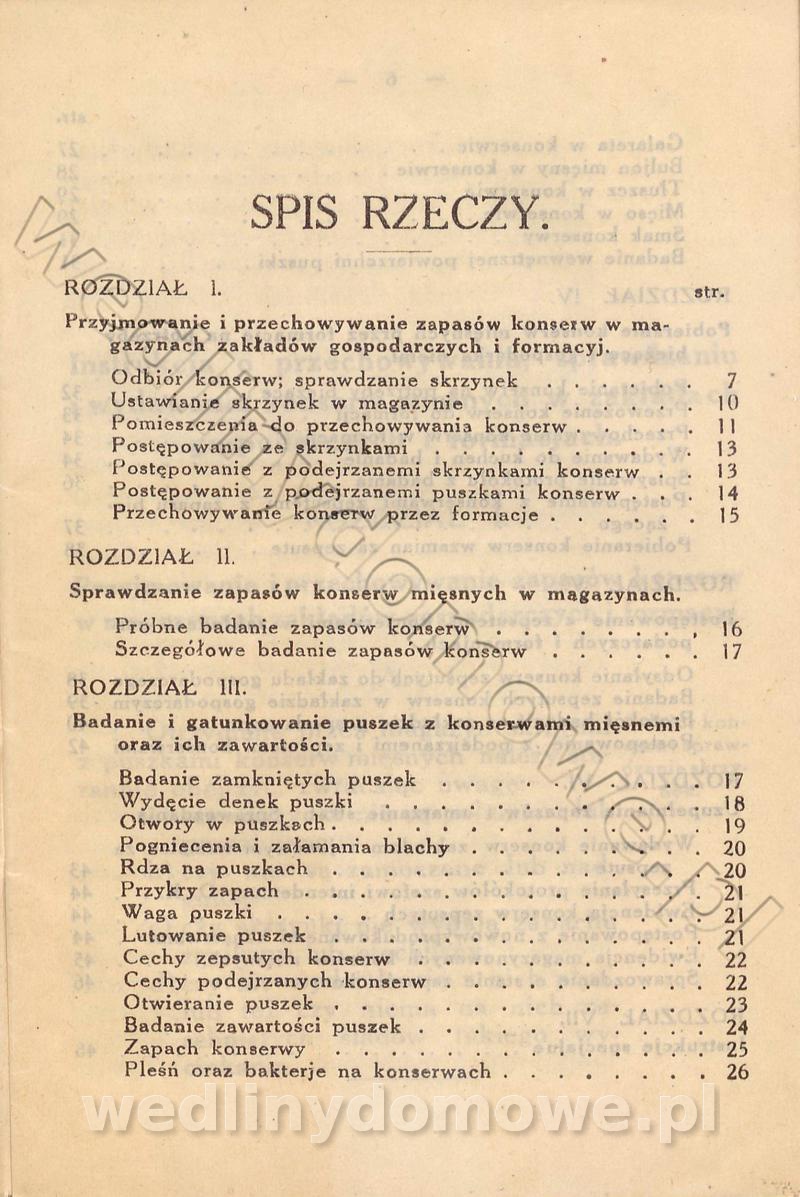 SPIS RZECZY.
ROZDZIAŁ I. str.
Przyjmowanie i przechowywanie zapasów konserw w ma-
gazynach zakładów gospodarczych i formacyj.
Odbiór konserw; sprawdzanie skrzynek . . . . . . 7
Ustawianie skrzynek w magazynie . . . . . . . . 10
Pomieszczenia do przechowywania konserw . . . . . 11
Postępowanie ze skrzynkami . . . . . . . . . . 13
Postępowanie z podejrzanemi skrzynkami konserw . . 13
Postępowanie z podejrzanemi puszkami konserw . . . 14
Przechowywanie konserw przez formacje . . . . . . 15
ROZDZIAŁ II.
Sprawdzanie zapasów konserw mięsnych w magazynach.
Próbne badanie zapasów konserw . . . . . . . . 16
Szczegółowe badanie zapasów konserw . . . . . . 17
ROZDZIAŁ III.
Badanie i gatunkowanie puszek z konserwami mięsnemi
oraz ich zawartości.
Badanie zamkniętych puszek . . . . . . . . . . 17
Wydęcie denek puszki . . . . . . . . . . . . 18
Otwory w puszkach . . . . . . . . . . . . . . 19
Pogniecenia i załamania blachy . . . . . . . . . 20
Rdza na puszkach . . . . . . . . . . . . . . 20
Przykry zapach . . . . . . . . . . . . . . . 21
Waga puszki . . . . . . . . . . . . . . . . 21
Lutowanie puszek . . . . . . . . . . . . . . 21
Cechy zepsutych konserw . . . . . . . . . . . 22
Cechy podejrzanych konserw . . . . . . . . . . 22
Otwieranie puszek . . . . . . . . . . . . . . 23
Badanie zawartości puszek . . . . . . . . . . . 24
Zapach konserwy . . . . . . . . . . . . . . 25
Pleśń oraz bakterje na konserwach . . . . . . . . 26
wedlinydomowe.pl